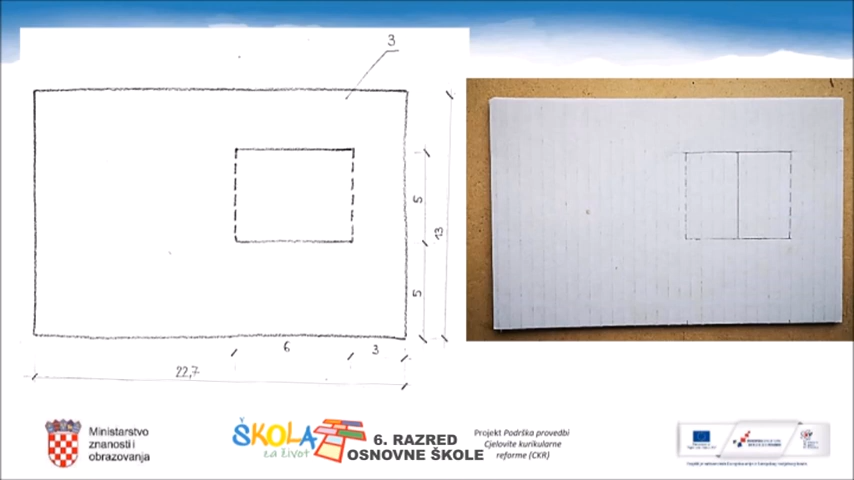 3
5
13
5
6
3
22,7
Ministarstvo
znanosti i
obrazovanja
ŠKOLA
za život
6. RAZRED
OSNOVNE ŠKOLE
Projekt Podrška provedbi
Cjelovite kurikularne
reforme (CKR)